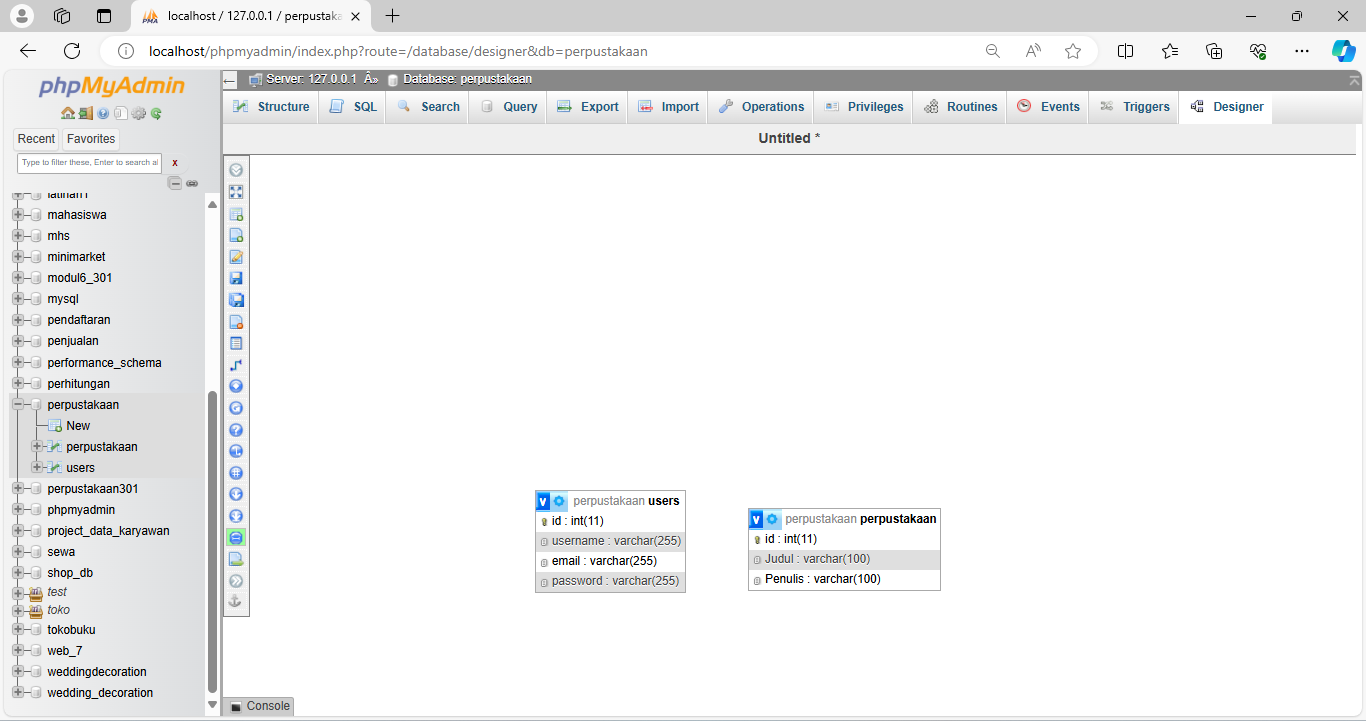 localhost / 127.0.0.1 / perpustaka
localhost/phpmyadmin/index.php?route=/database/designer&db=perpustakaan
phpMyAdmin
Recent Favorites
Type to filter these, Enter to search al x
latihan1
mahasiswa
mhs
minimarket
modul6_301
mysql
pendaftaran
penjualan
performance_schema
perhitungan
perpustakaan
New
perpustakaan
users
perpustakaan301
phpmyadmin
project_data_karyawan
sewa
shop_db
test
toko
tokobuku
web_7
weddingdecoration
wedding_decoration
Server: 127.0.0.1 Â» Database: perpustakaan
Structure SQL Search Query Export Import Operations Privileges Routines Events Triggers Designer
Untitled *
v perpustakaan users
id : int(11)
username : varchar(255)
email : varchar(255)
password : varchar(255)
v perpustakaan perpustakaan
id : int(11)
Judul : varchar(100)
Penulis : varchar(100)
Console